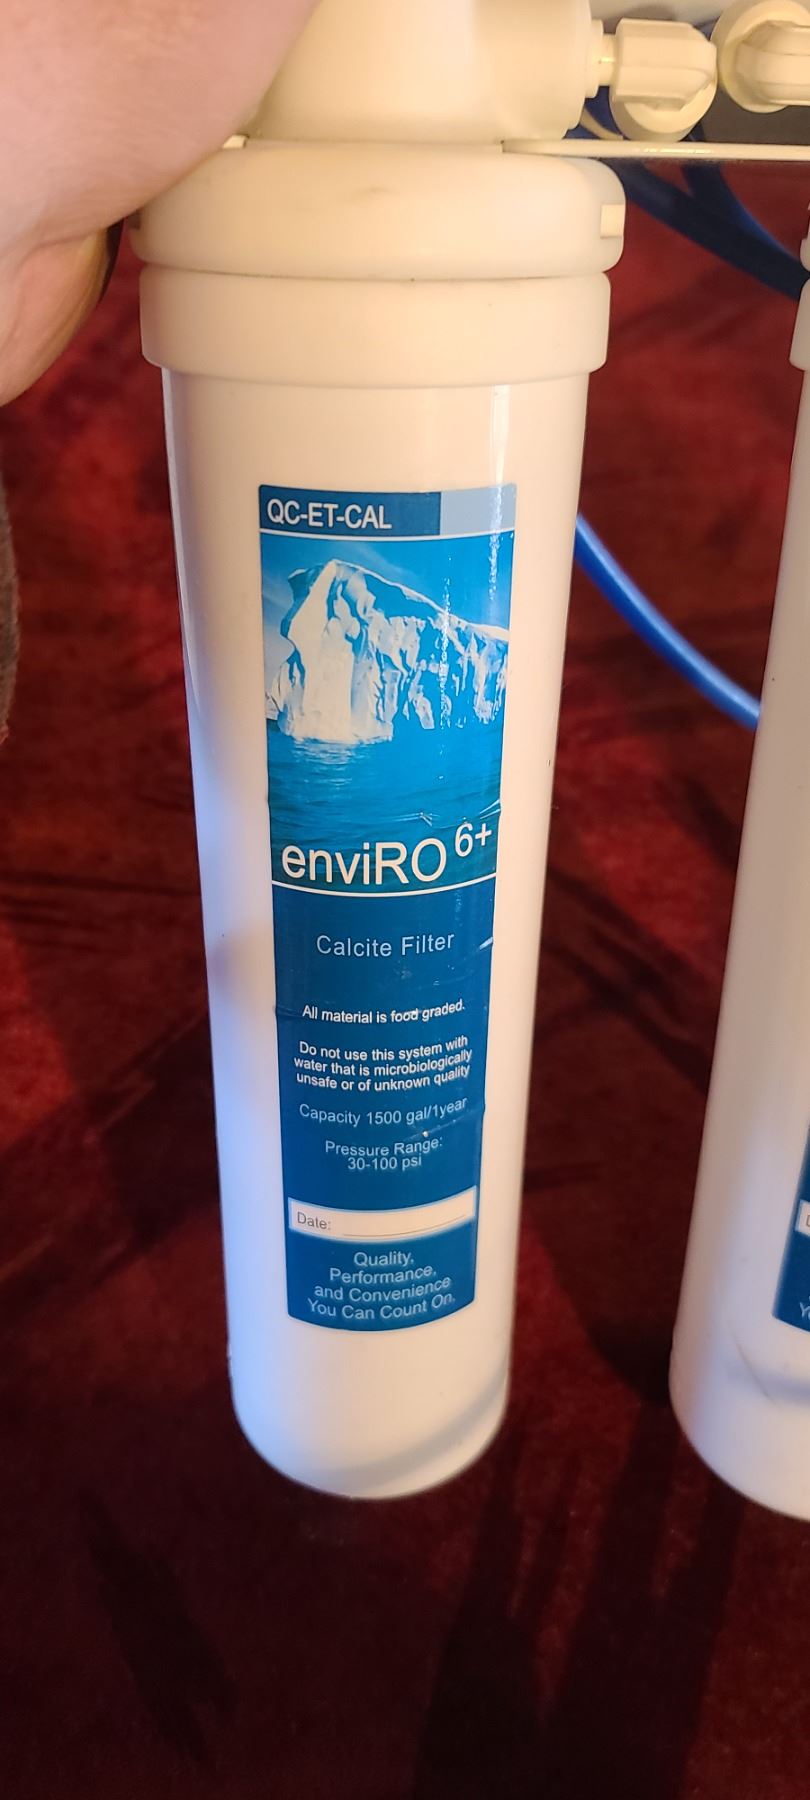 QC-ET-CAL
enviRO 6+
Calcite Filter
All material is food graded.
Do not use this system with
water that is microbiologically
unsafe or of unknown quality
Capacity 1500 gal/1year
Pressure Range:
30-100 psi
Date:
Quality,
Performance,
and Convenience
You Can Count On.